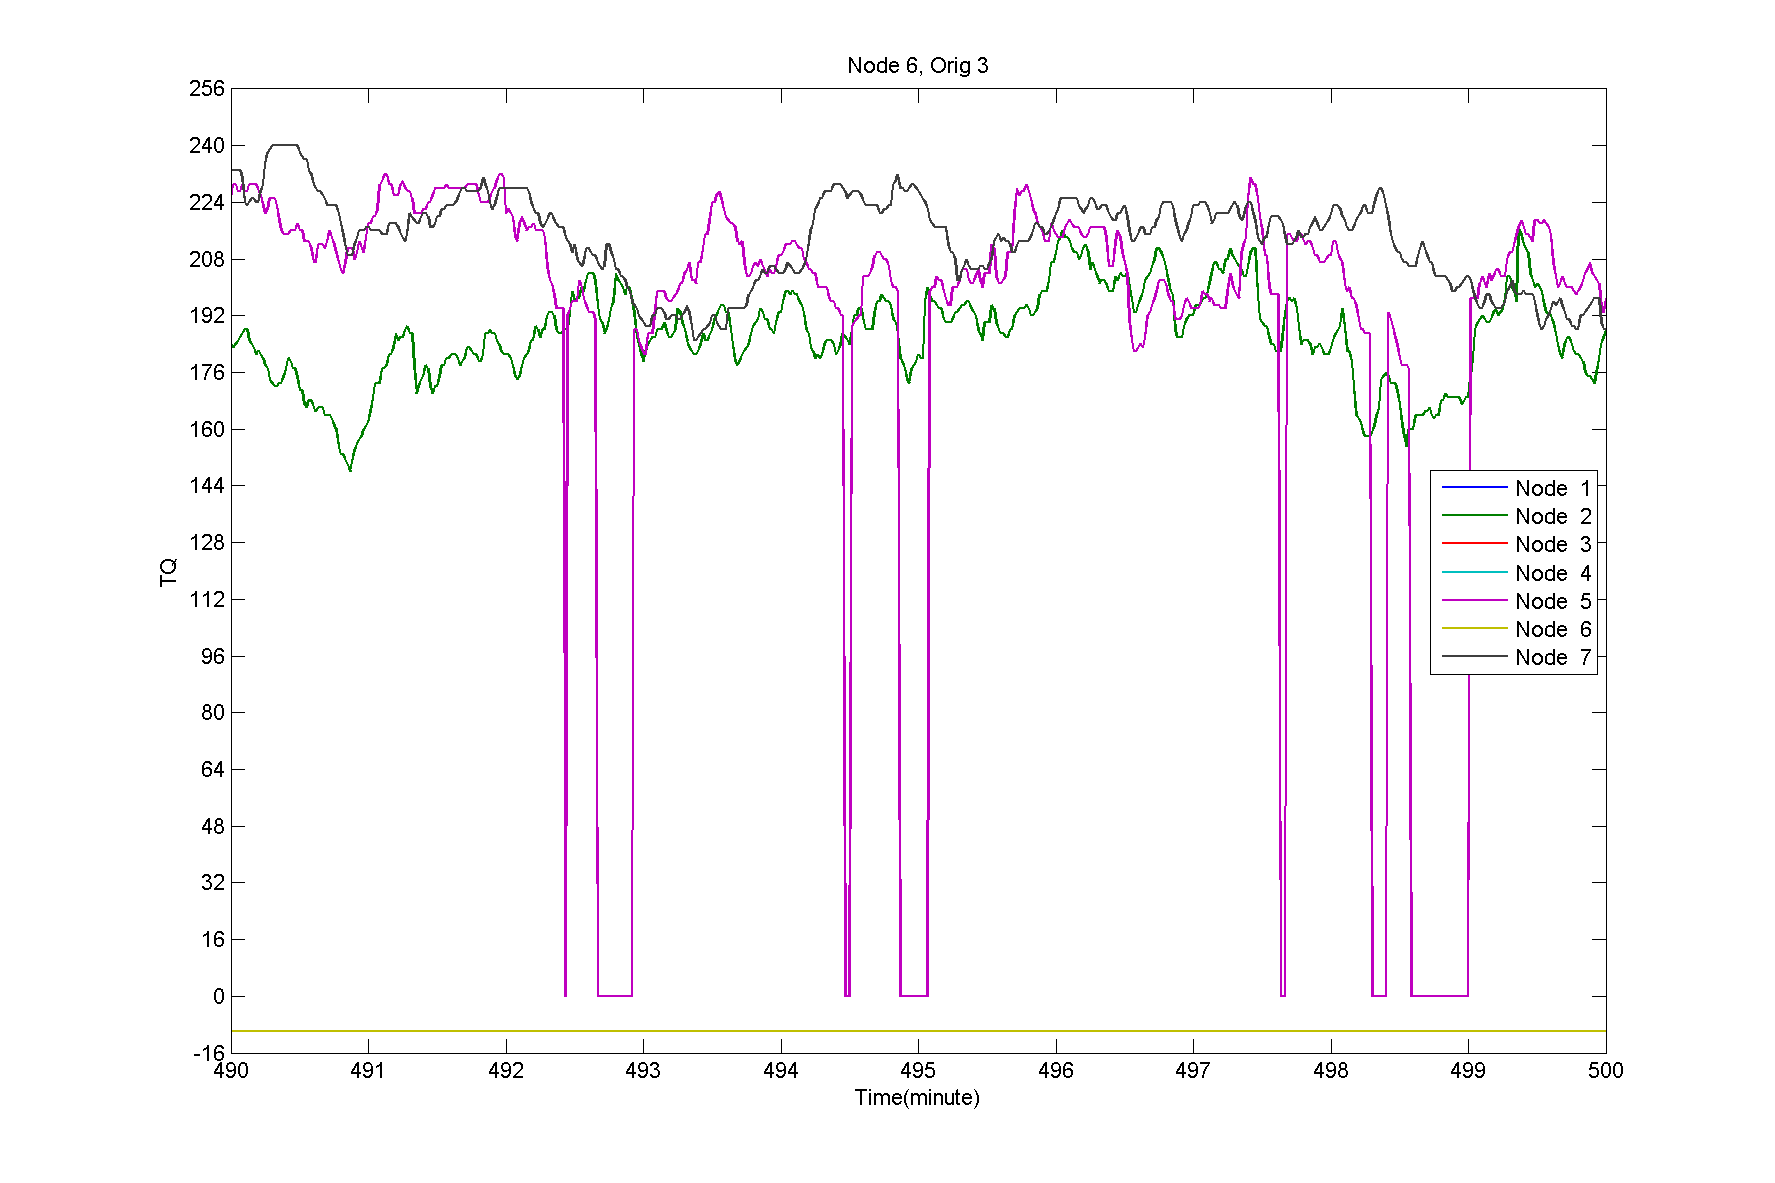 Node 6, Orig 3
256
240
224
208
192
176
160
144
128
112
96
80
64
48
32
16
0
-16
TQ
490 491 492 493 494 495 496 497 498 499 500
Time(minute)
Node 1
Node 2
Node 3
Node 4
Node 5
Node 6
Node 7